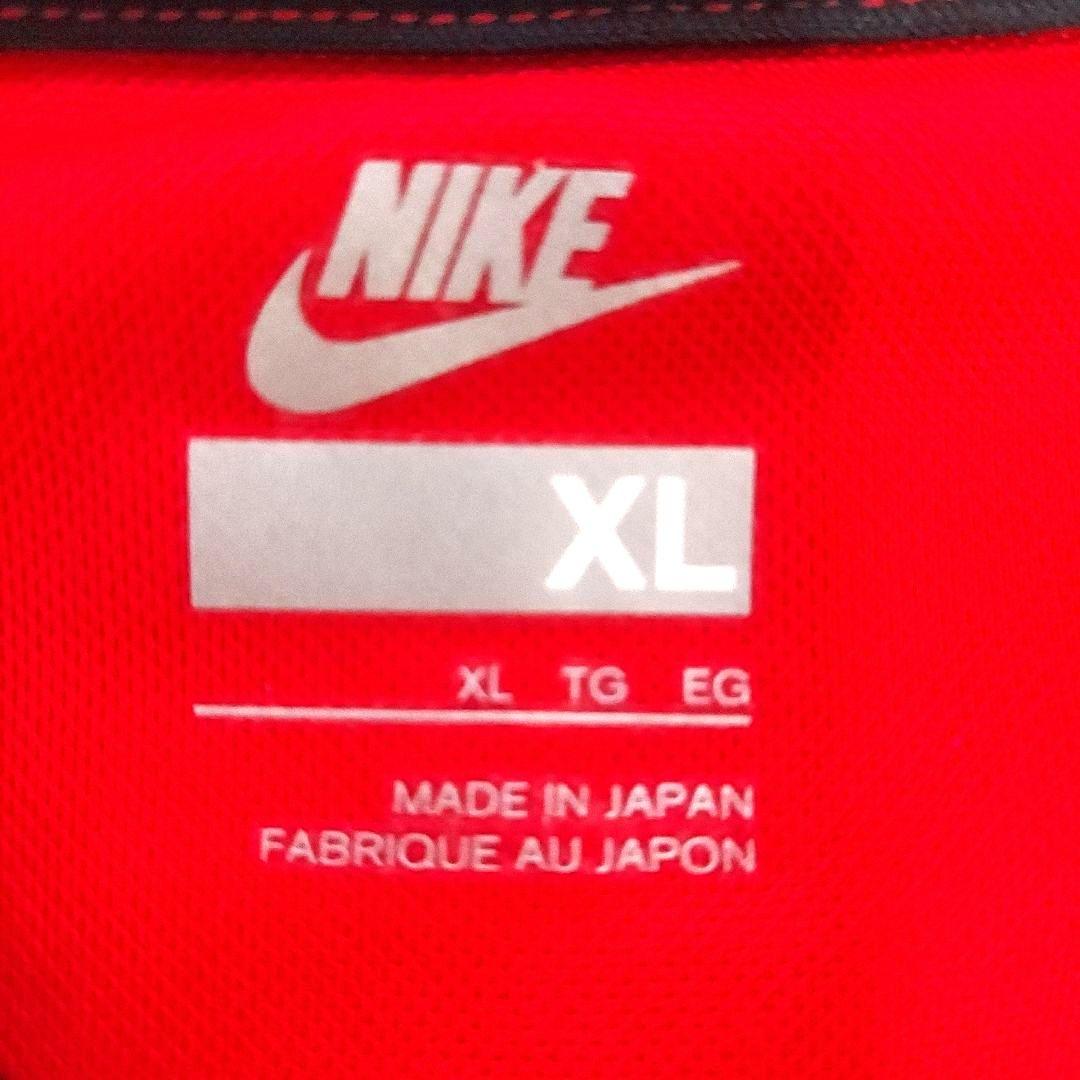 NIKE
XL
XL TG EG
MADE IN JAPAN
FABRIQUE AU JAPON